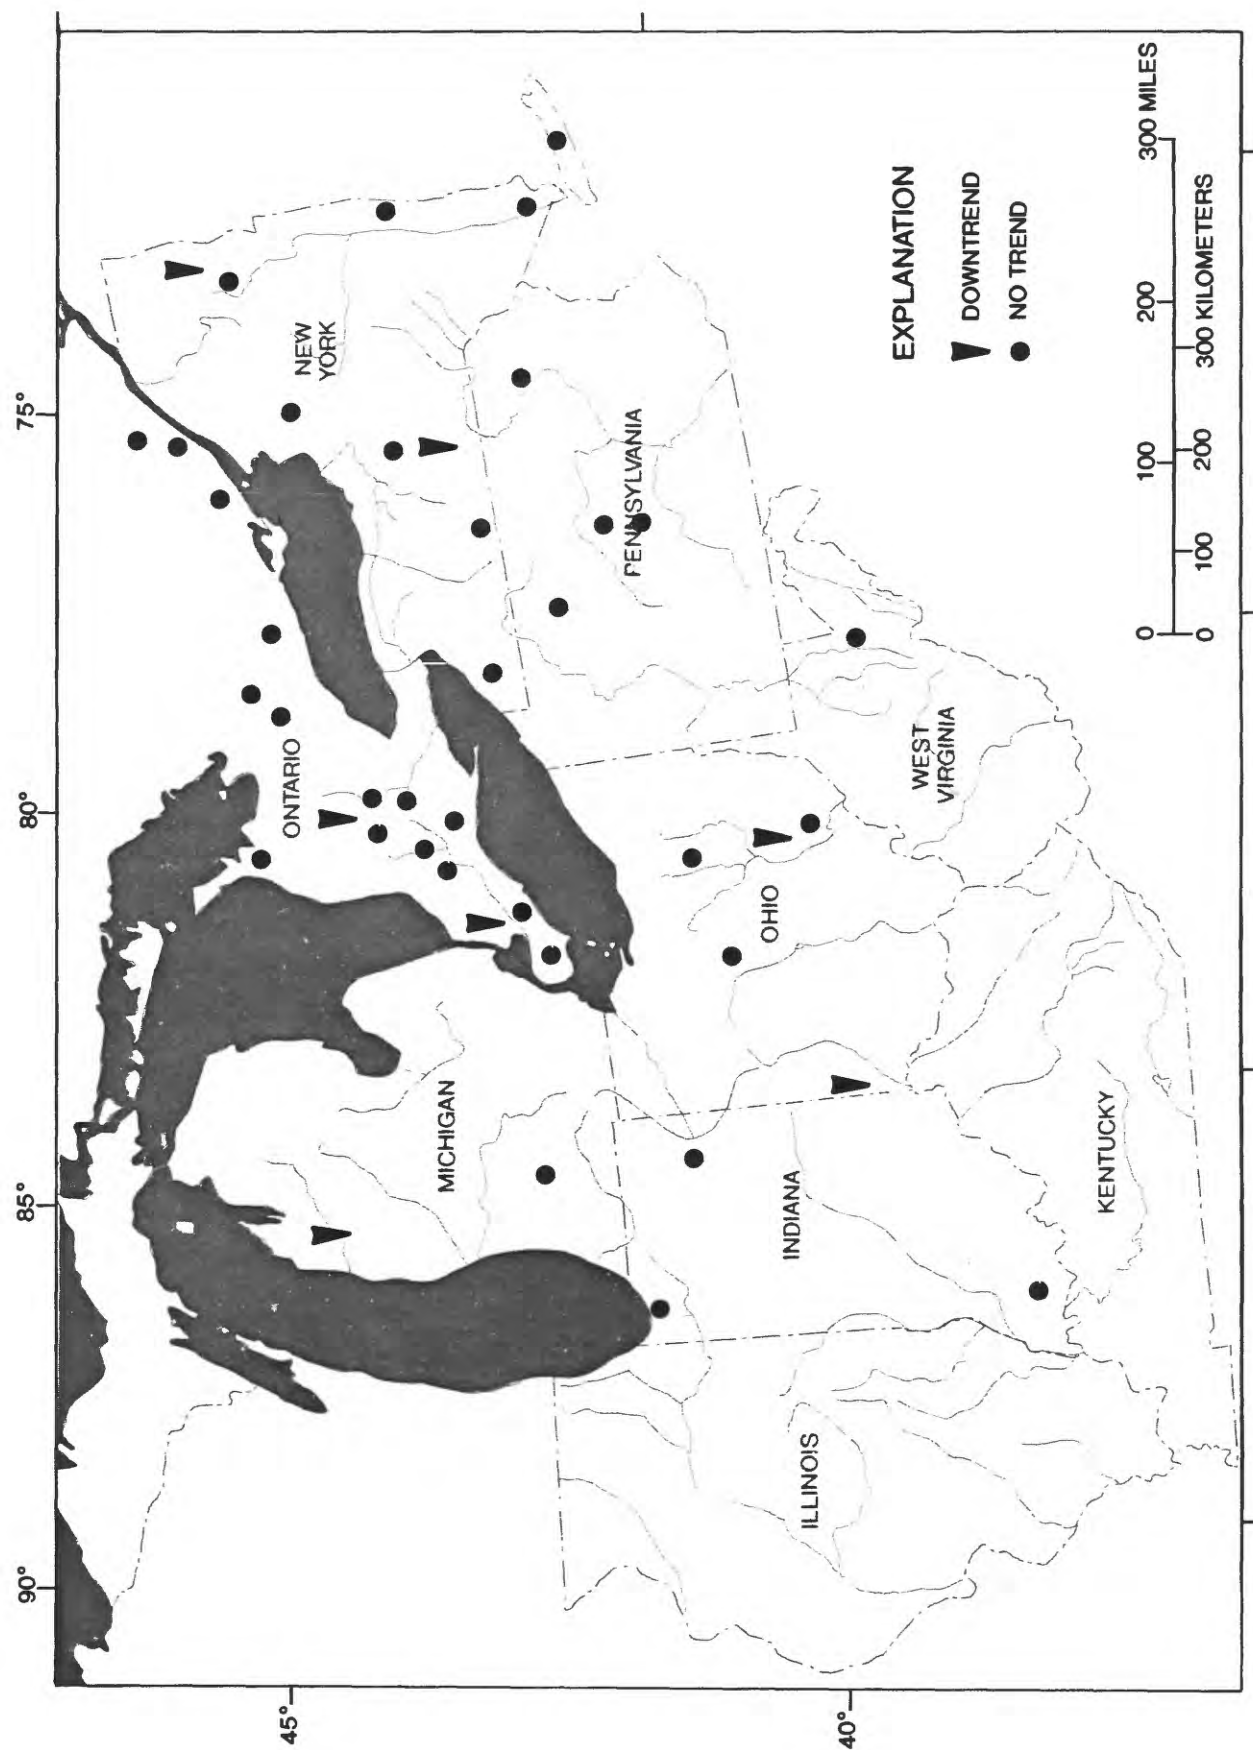 90°
85°
80°
75°
45°
40°
ONTARIO
NEW
YORK
MICHIGAN
PENNSYLVANIA
OHIO
INDIANA
ILLINOIS
WEST
VIRGINIA
KENTUCKY
EXPLANATION
DOWNTREND
NO TREND
0 100 200 300 MILES
0 100 200 300 KILOMETERS